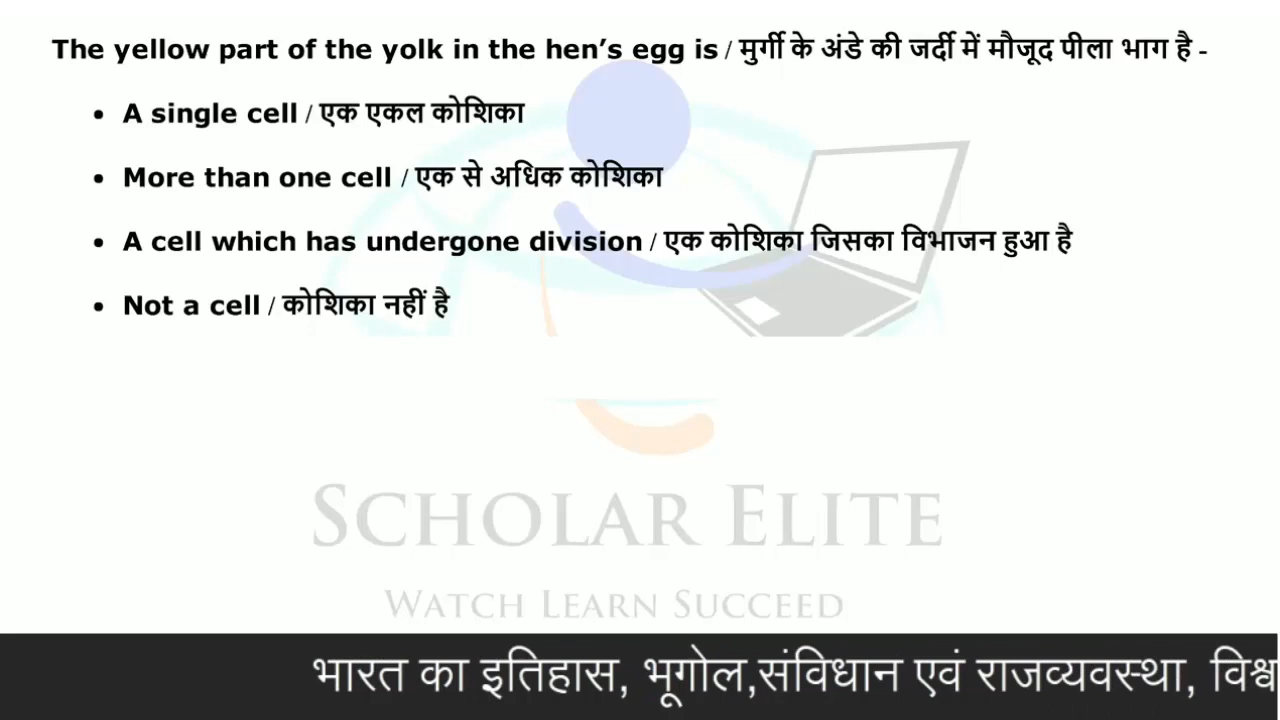 The yellow part of the yolk in the hen’s egg is / मुर्गी के अंडे की जर्दी में मौजूद पीला भाग है -
• A single cell / एक एकल कोशिका
• More than one cell / एक से अधिक कोशिका
• A cell which has undergone division / एक कोशिका जिसका विभाजन हुआ है
• Not a cell / कोशिका नहीं है
SCHOLAR ELITE
WATCH LEARN SUCCEED
भारत का इतिहास, भूगोल,संविधान एवं राजव्यवस्था, विश्व